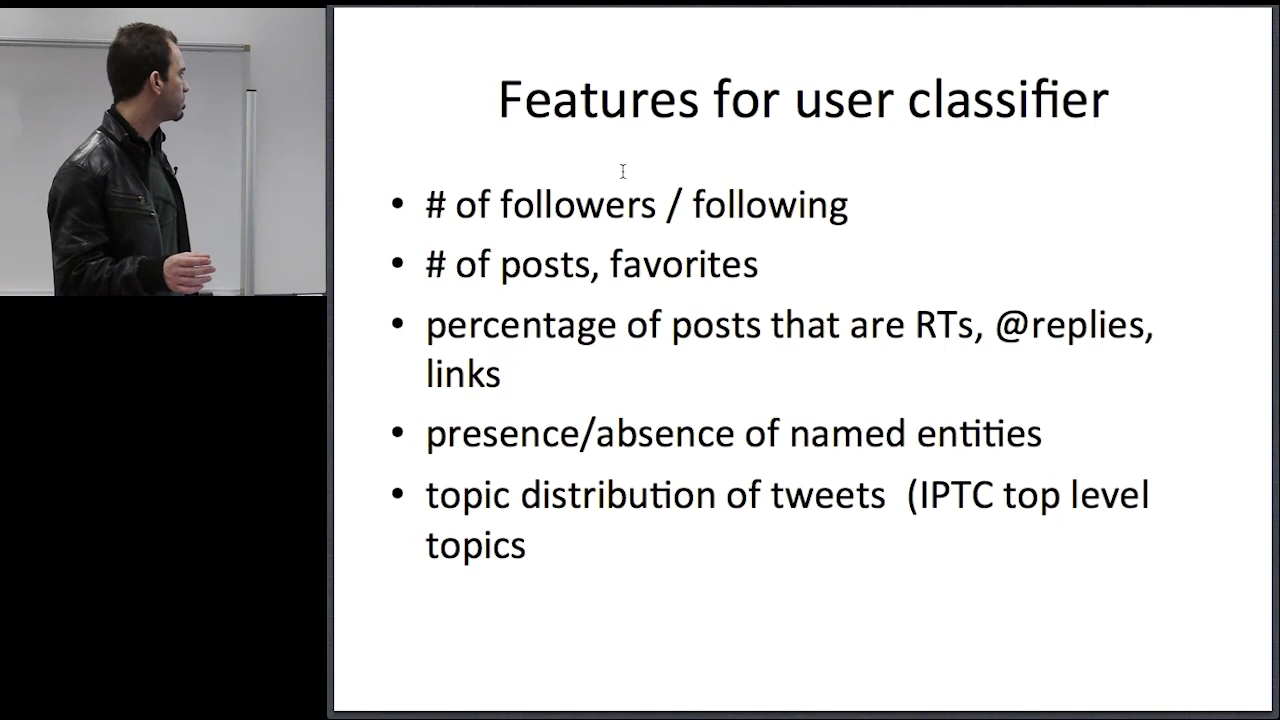 Features for user classifier
• # of followers / following
• # of posts, favorites
• percentage of posts that are RTs, @replies,
links
• presence/absence of named entities
• topic distribution of tweets (IPTC top level
topics